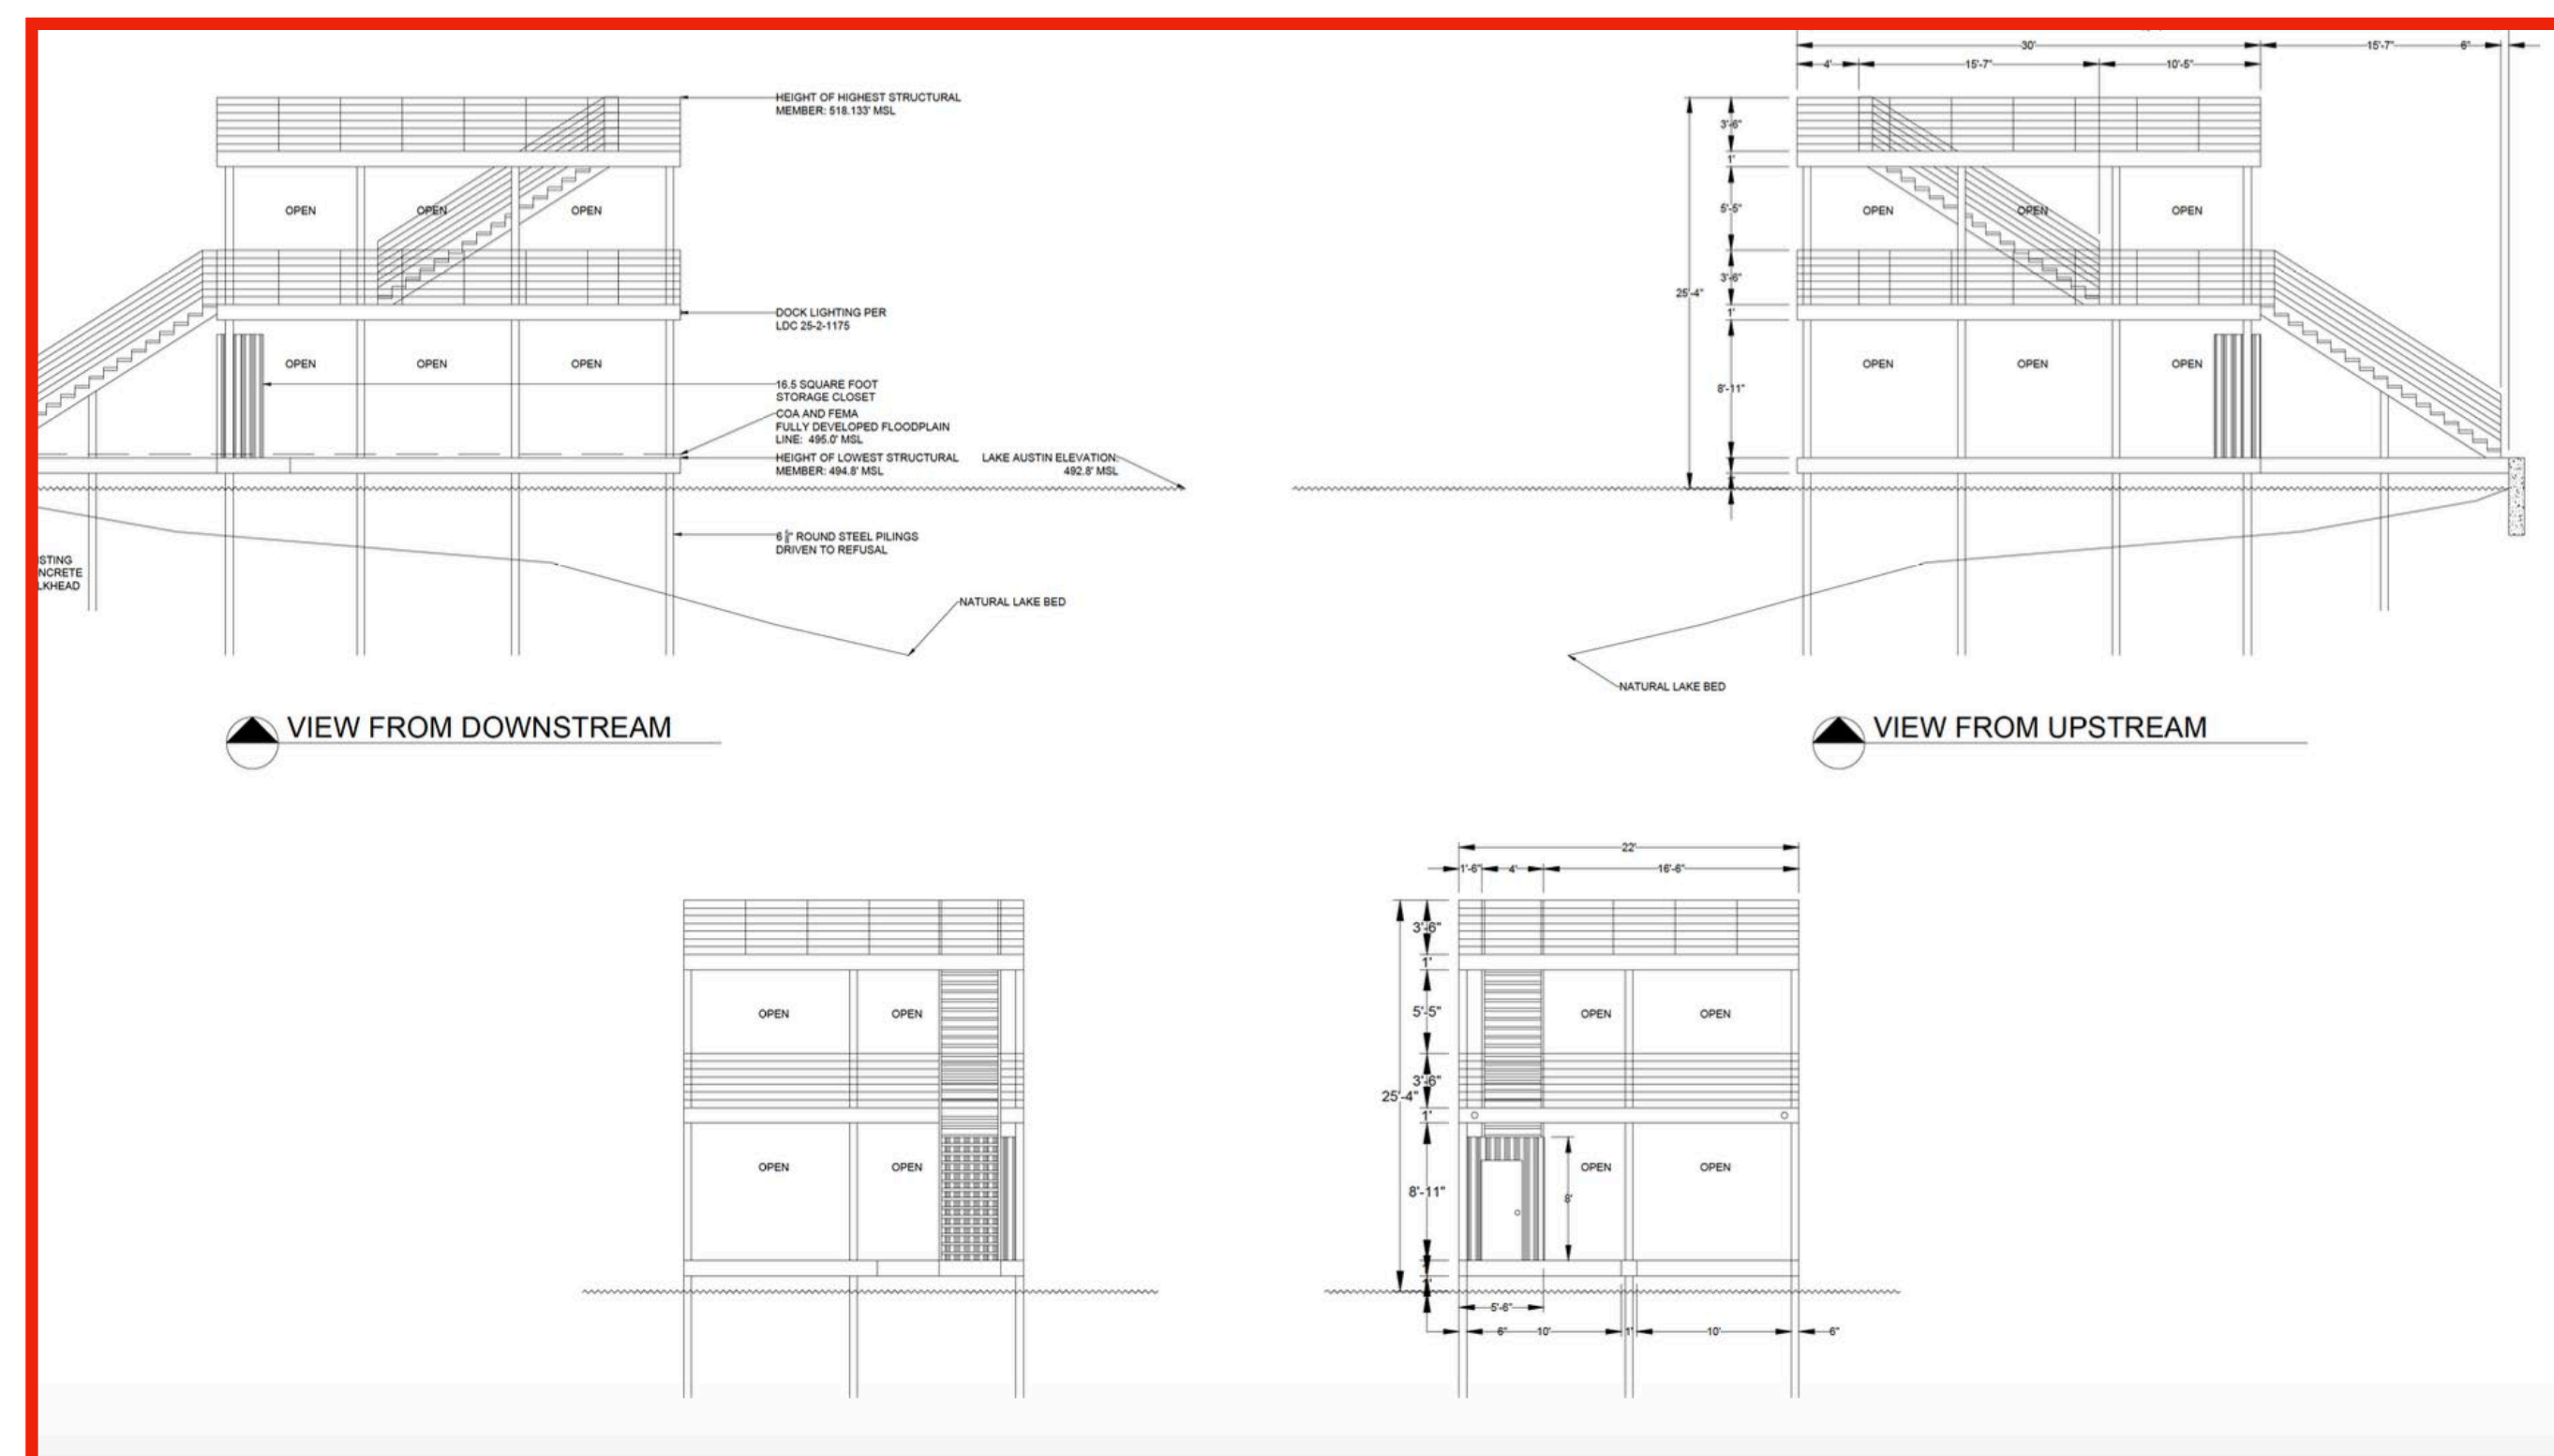 30'
15'-7"
6"
4'
15'-7"
10'-5"
HEIGHT OF HIGHEST STRUCTURAL
MEMBER: 518.133' MSL
OPEN
OPEN
OPEN
DOCK LIGHTING PER
LDC 25-2-1175
OPEN
OPEN
OPEN
16.5 SQUARE FOOT
STORAGE CLOSET
COA AND FEMA
FULLY DEVELOPED FLOODPLAIN
LINE: 495.0' MSL
HEIGHT OF LOWEST STRUCTURAL
MEMBER: 494.8' MSL
LAKE AUSTIN ELEVATION:
492.8' MSL
6 5/8" ROUND STEEL PILINGS
DRIVEN TO REFUSAL
ISTING
NCRETE
LKHEAD
NATURAL LAKE BED
VIEW FROM DOWNSTREAM
3'-6"
1'
5'-5"
3'-6"
25'-4"
1'
8'-11"
OPEN
OPEN
OPEN
OPEN
OPEN
OPEN
NATURAL LAKE BED
VIEW FROM UPSTREAM
OPEN
OPEN
OPEN
OPEN
22'
1'-6"
4'
16'-6"
3'-6"
1'
5'-5"
OPEN
OPEN
3'-6"
25'-4"
1'
OPEN
OPEN
8'-11"
8'
1'
5'-6"
6"
10'
1'
10'
6"